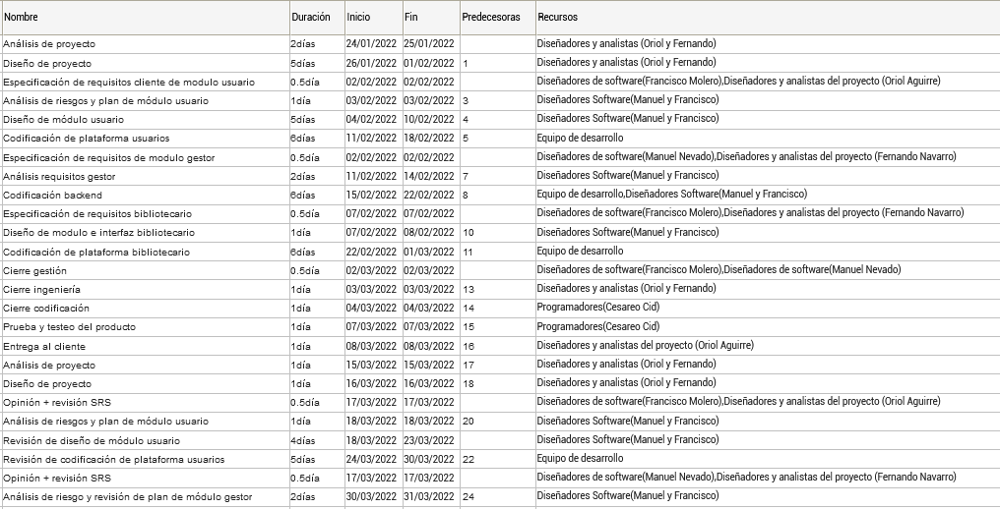 Nombre Duración Inicio Fin Predecesoras Recursos
Análisis de proyecto 2días 24/01/2022 25/01/2022 Diseñadores y analistas (Oriol y Fernando)
Diseño de proyecto 5días 26/01/2022 01/02/2022 1 Diseñadores y analistas (Oriol y Fernando)
Especificación de requisitos cliente de modulo usuario 0.5día 02/02/2022 02/02/2022 Diseñadores de software(Francisco Molero),Diseñadores y analistas del proyecto (Oriol Aguirre)
Análisis de riesgos y plan de módulo usuario 1día 03/02/2022 03/02/2022 3 Diseñadores Software(Manuel y Francisco)
Diseño de módulo usuario 5días 04/02/2022 10/02/2022 4 Diseñadores Software(Manuel y Francisco)
Codificación de plataforma usuarios 6días 11/02/2022 18/02/2022 5 Equipo de desarrollo
Especificación de requisitos de modulo gestor 0.5día 02/02/2022 02/02/2022 Diseñadores de software(Manuel Nevado),Diseñadores y analistas del proyecto (Fernando Navarro)
Análisis requisitos gestor 2días 11/02/2022 14/02/2022 7 Diseñadores Software(Manuel y Francisco)
Codificación backend 6días 15/02/2022 22/02/2022 8 Equipo de desarrollo,Diseñadores Software(Manuel y Francisco)
Especificación de requisitos bibliotecario 0.5día 07/02/2022 07/02/2022 Diseñadores de software(Francisco Molero),Diseñadores y analistas del proyecto (Fernando Navarro)
Diseño de modulo e interfaz bibliotecario 1día 07/02/2022 08/02/2022 10 Diseñadores Software(Manuel y Francisco)
Codificación de plataforma bibliotecario 6días 22/02/2022 01/03/2022 11 Equipo de desarrollo
Cierre gestión 0.5día 02/03/2022 02/03/2022 Diseñadores de software(Francisco Molero),Diseñadores de software(Manuel Nevado)
Cierre ingeniería 1día 03/03/2022 03/03/2022 13 Diseñadores y analistas (Oriol y Fernando)
Cierre codificación 1día 04/03/2022 04/03/2022 14 Programadores(Cesareo Cid)
Prueba y testeo del producto 1día 07/03/2022 07/03/2022 15 Programadores(Cesareo Cid)
Entrega al cliente 1día 08/03/2022 08/03/2022 16 Diseñadores y analistas del proyecto (Oriol Aguirre)
Análisis de proyecto 1día 15/03/2022 15/03/2022 17 Diseñadores y analistas (Oriol y Fernando)
Diseño de proyecto 1día 16/03/2022 16/03/2022 18 Diseñadores y analistas (Oriol y Fernando)
Opinión + revisión SRS 0.5día 17/03/2022 17/03/2022 Diseñadores de software(Francisco Molero),Diseñadores y analistas del proyecto (Oriol Aguirre)
Análisis de riesgos y plan de módulo usuario 1día 18/03/2022 18/03/2022 20 Diseñadores Software(Manuel y Francisco)
Revisión de diseño de módulo usuario 4días 18/03/2022 23/03/2022 Diseñadores Software(Manuel y Francisco)
Revisión de codificación de plataforma usuarios 5días 24/03/2022 30/03/2022 22 Equipo de desarrollo
Opinión + revisión SRS 0.5día 17/03/2022 17/03/2022 Diseñadores de software(Manuel Nevado),Diseñadores y analistas del proyecto (Fernando Navarro)
Análisis de riesgo y revisión de plan de módulo gestor 2días 30/03/2022 31/03/2022 24 Diseñadores Software(Manuel y Francisco)